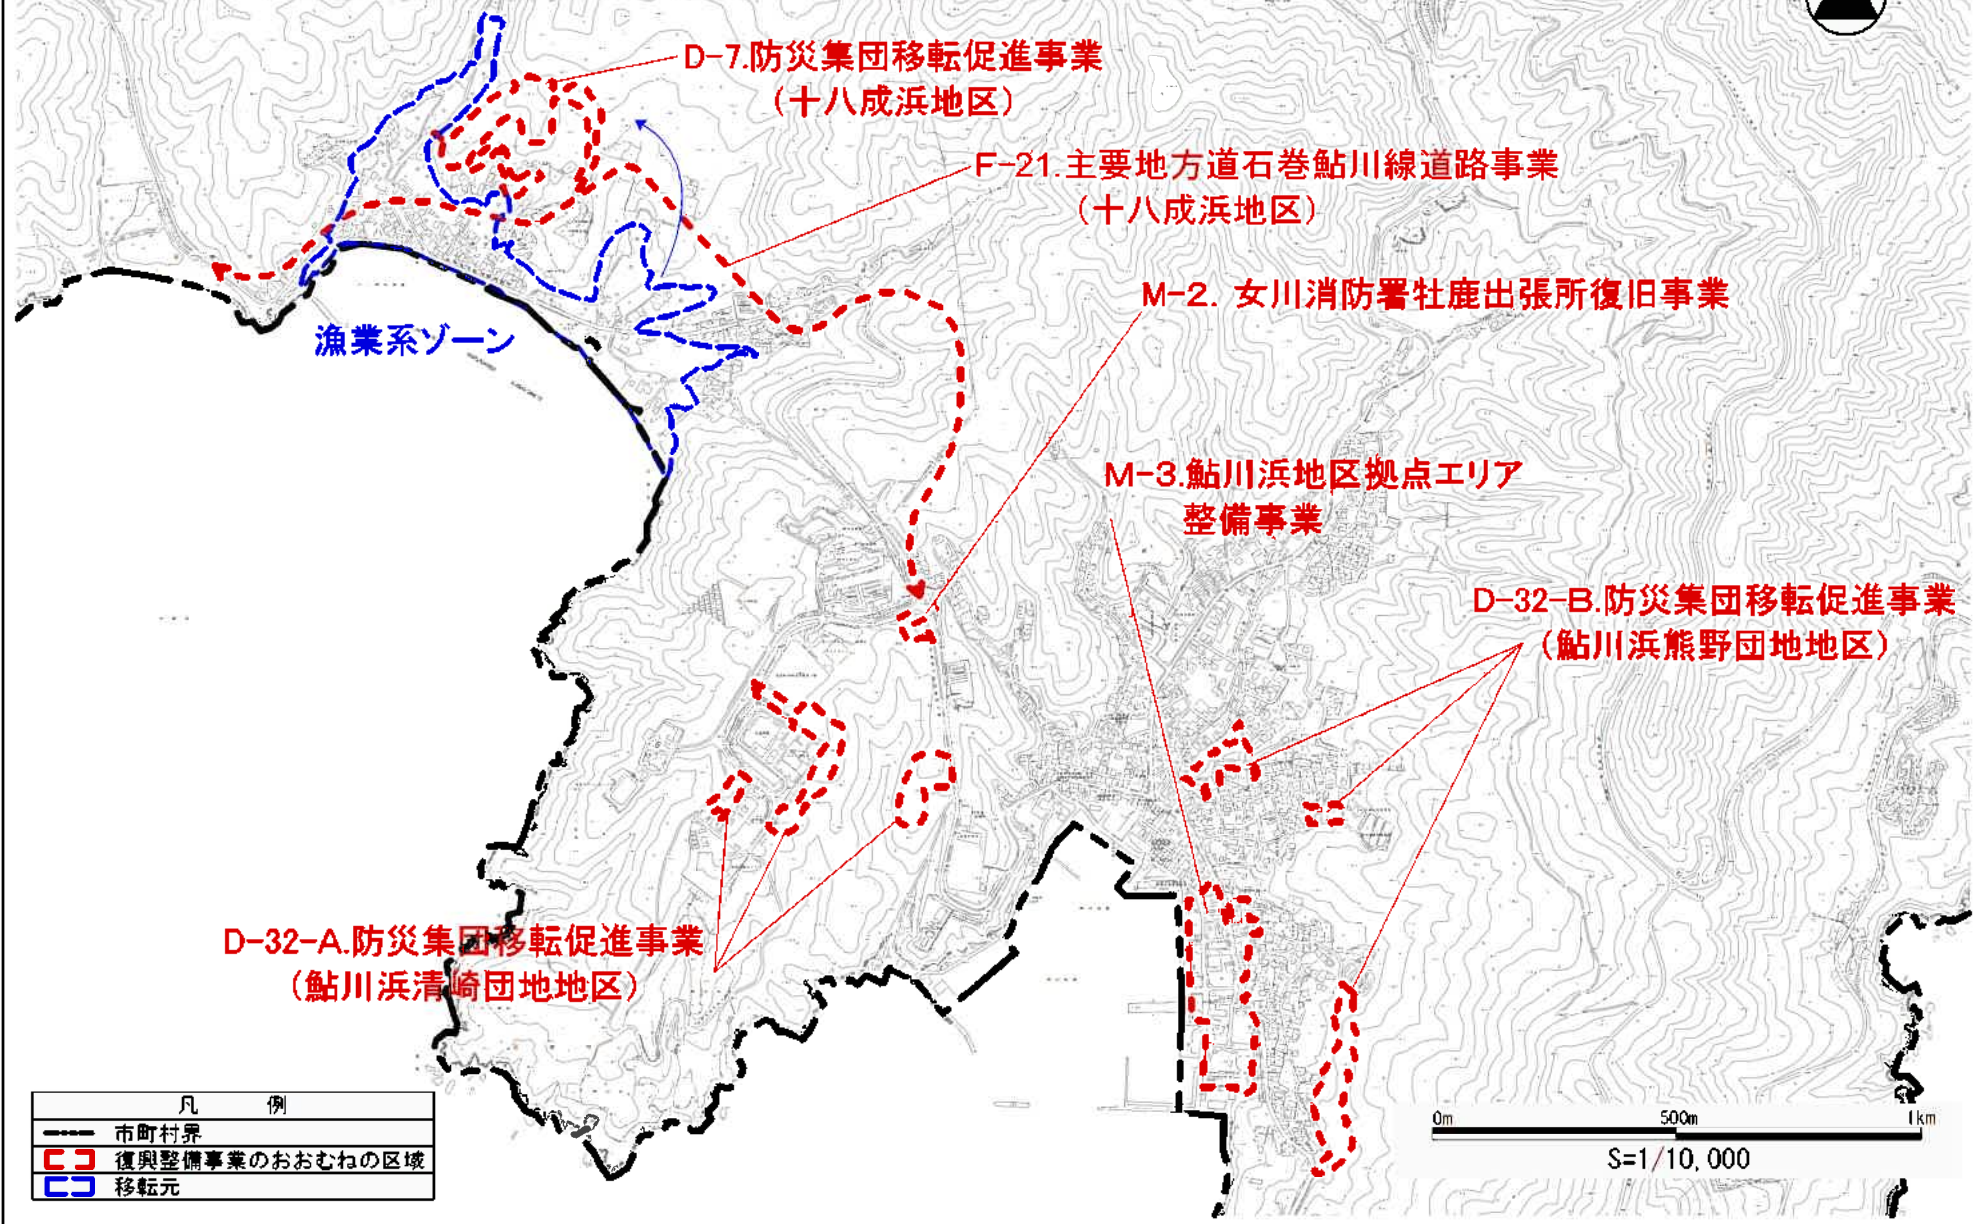 D-7.防災集団移転促進事業
(十八成浜地区)
F-21.主要地方道石巻鮎川線道路事業
(十八成浜地区)
M-2. 女川消防署牡鹿出張所復旧事業
漁業系ゾーン
M-3.鮎川浜地区拠点エリア
整備事業
D-32-B.防災集団移転促進事業
(鮎川浜熊野団地地区)
D-32-A.防災集団移転促進事業
(鮎川浜清崎団地地区)
凡 例
市町村界
復興整備事業のおおむねの区域
移転元
0m 500m 1km
S=1/10,000